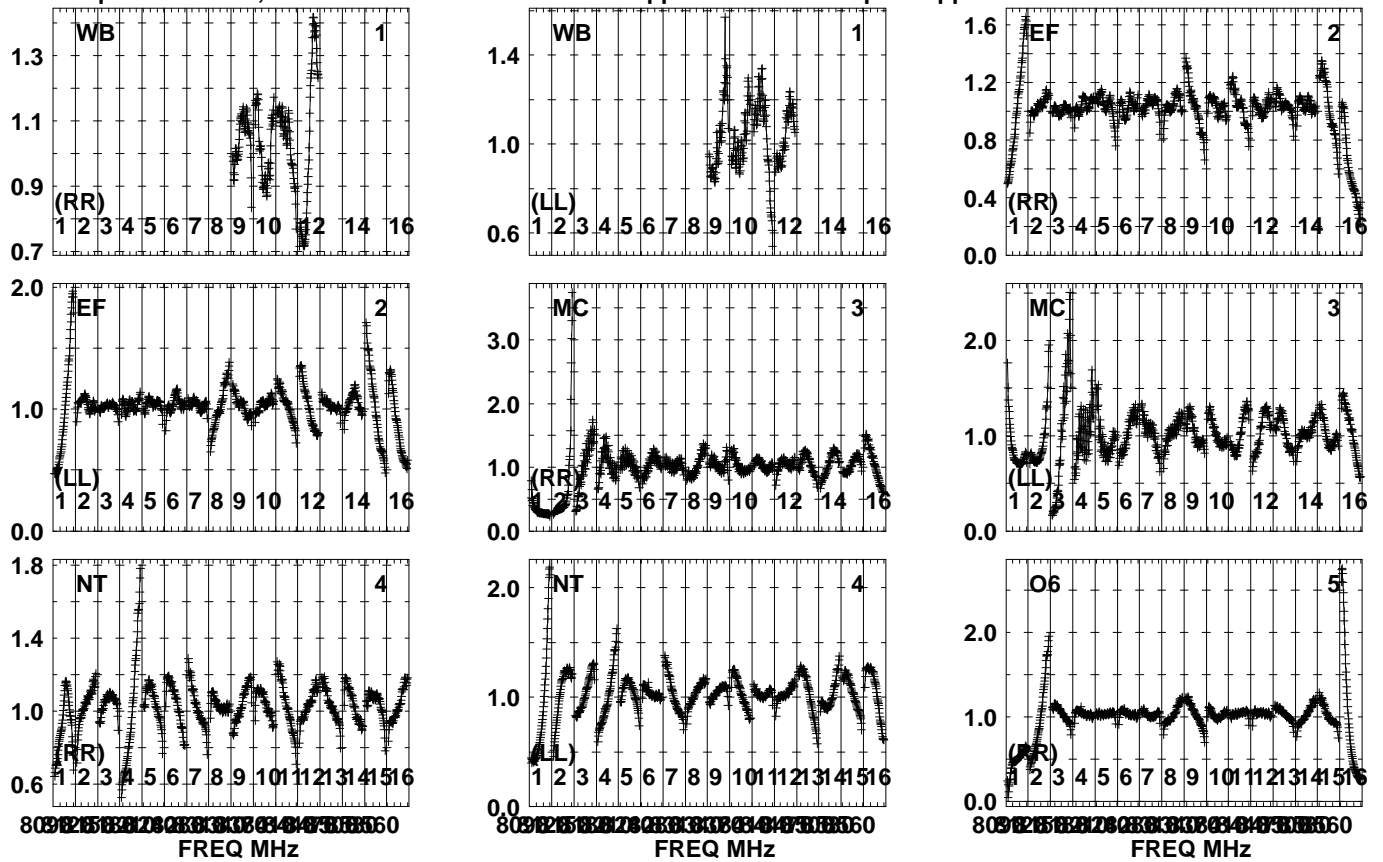 WB 1
1.3
1.1
0.9
(RR)
1 2 3 4 5 6 7 8 9 10 12 14 16
0.7
WB 1
1.4
1.0
(LL)
0.6
1 2 3 4 5 6 7 8 9 10 12 16
EF 2
1.6
1.2
0.8
0.4
(RR)
1 2 3 4 5 6 7 8 9 10 12 14 16
0.0
2.0
EF 2
1.0
(LL)
1 2 3 4 5 6 7 8 9 10 12 14 16
0.0
MC 3
3.0
2.0
1.0
(RR)
1 2 3 4 5 6 7 8 9 10 12 14 16
0.0
MC 3
2.0
1.0
(LL)
1 2 3 4 5 6 7 8 9 10 12 14 16
0.0
1.8
NT 4
1.4
1.0
(RR)
1 2 3 4 5 6 7 8 9 10 11 12 13 14 15 16
0.6
FREQ MHz
NT 4
2.0
1.0
(LL)
1 2 3 4 5 6 7 8 9 10 11 12 13 14 15 16
0.0
FREQ MHz
O6 5
2.0
1.0
(RR)
1 2 3 4 5 6 7 8 9 10 11 12 13 14 15 16
0.0
FREQ MHz